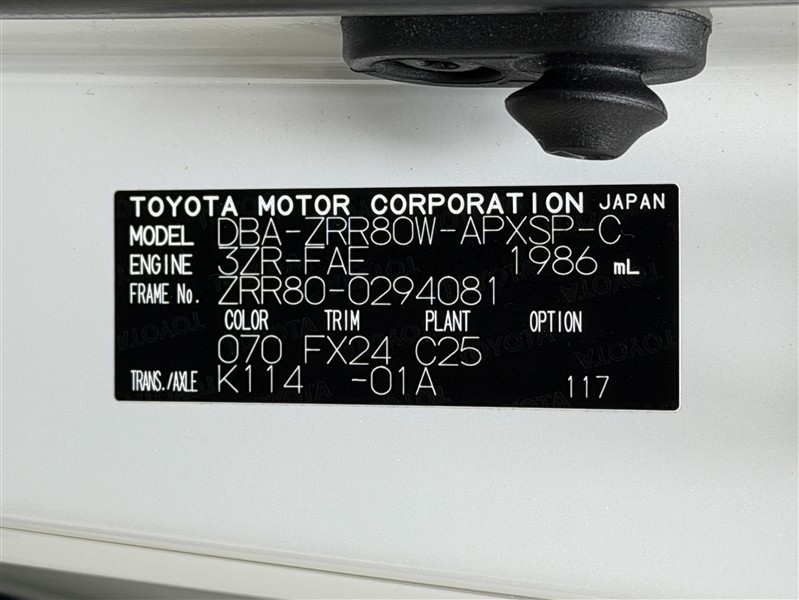 TOYOTA MOTOR CORPORATION JAPAN
MODEL DBA-ZRR80W-APXSP-C
ENGINE 3ZR-FAE 1986 mL
FRAME No. ZRR80-0294081
COLOR TRIM PLANT OPTION
070 FX24 C25
TRANS./AXLE K114 -01A 117